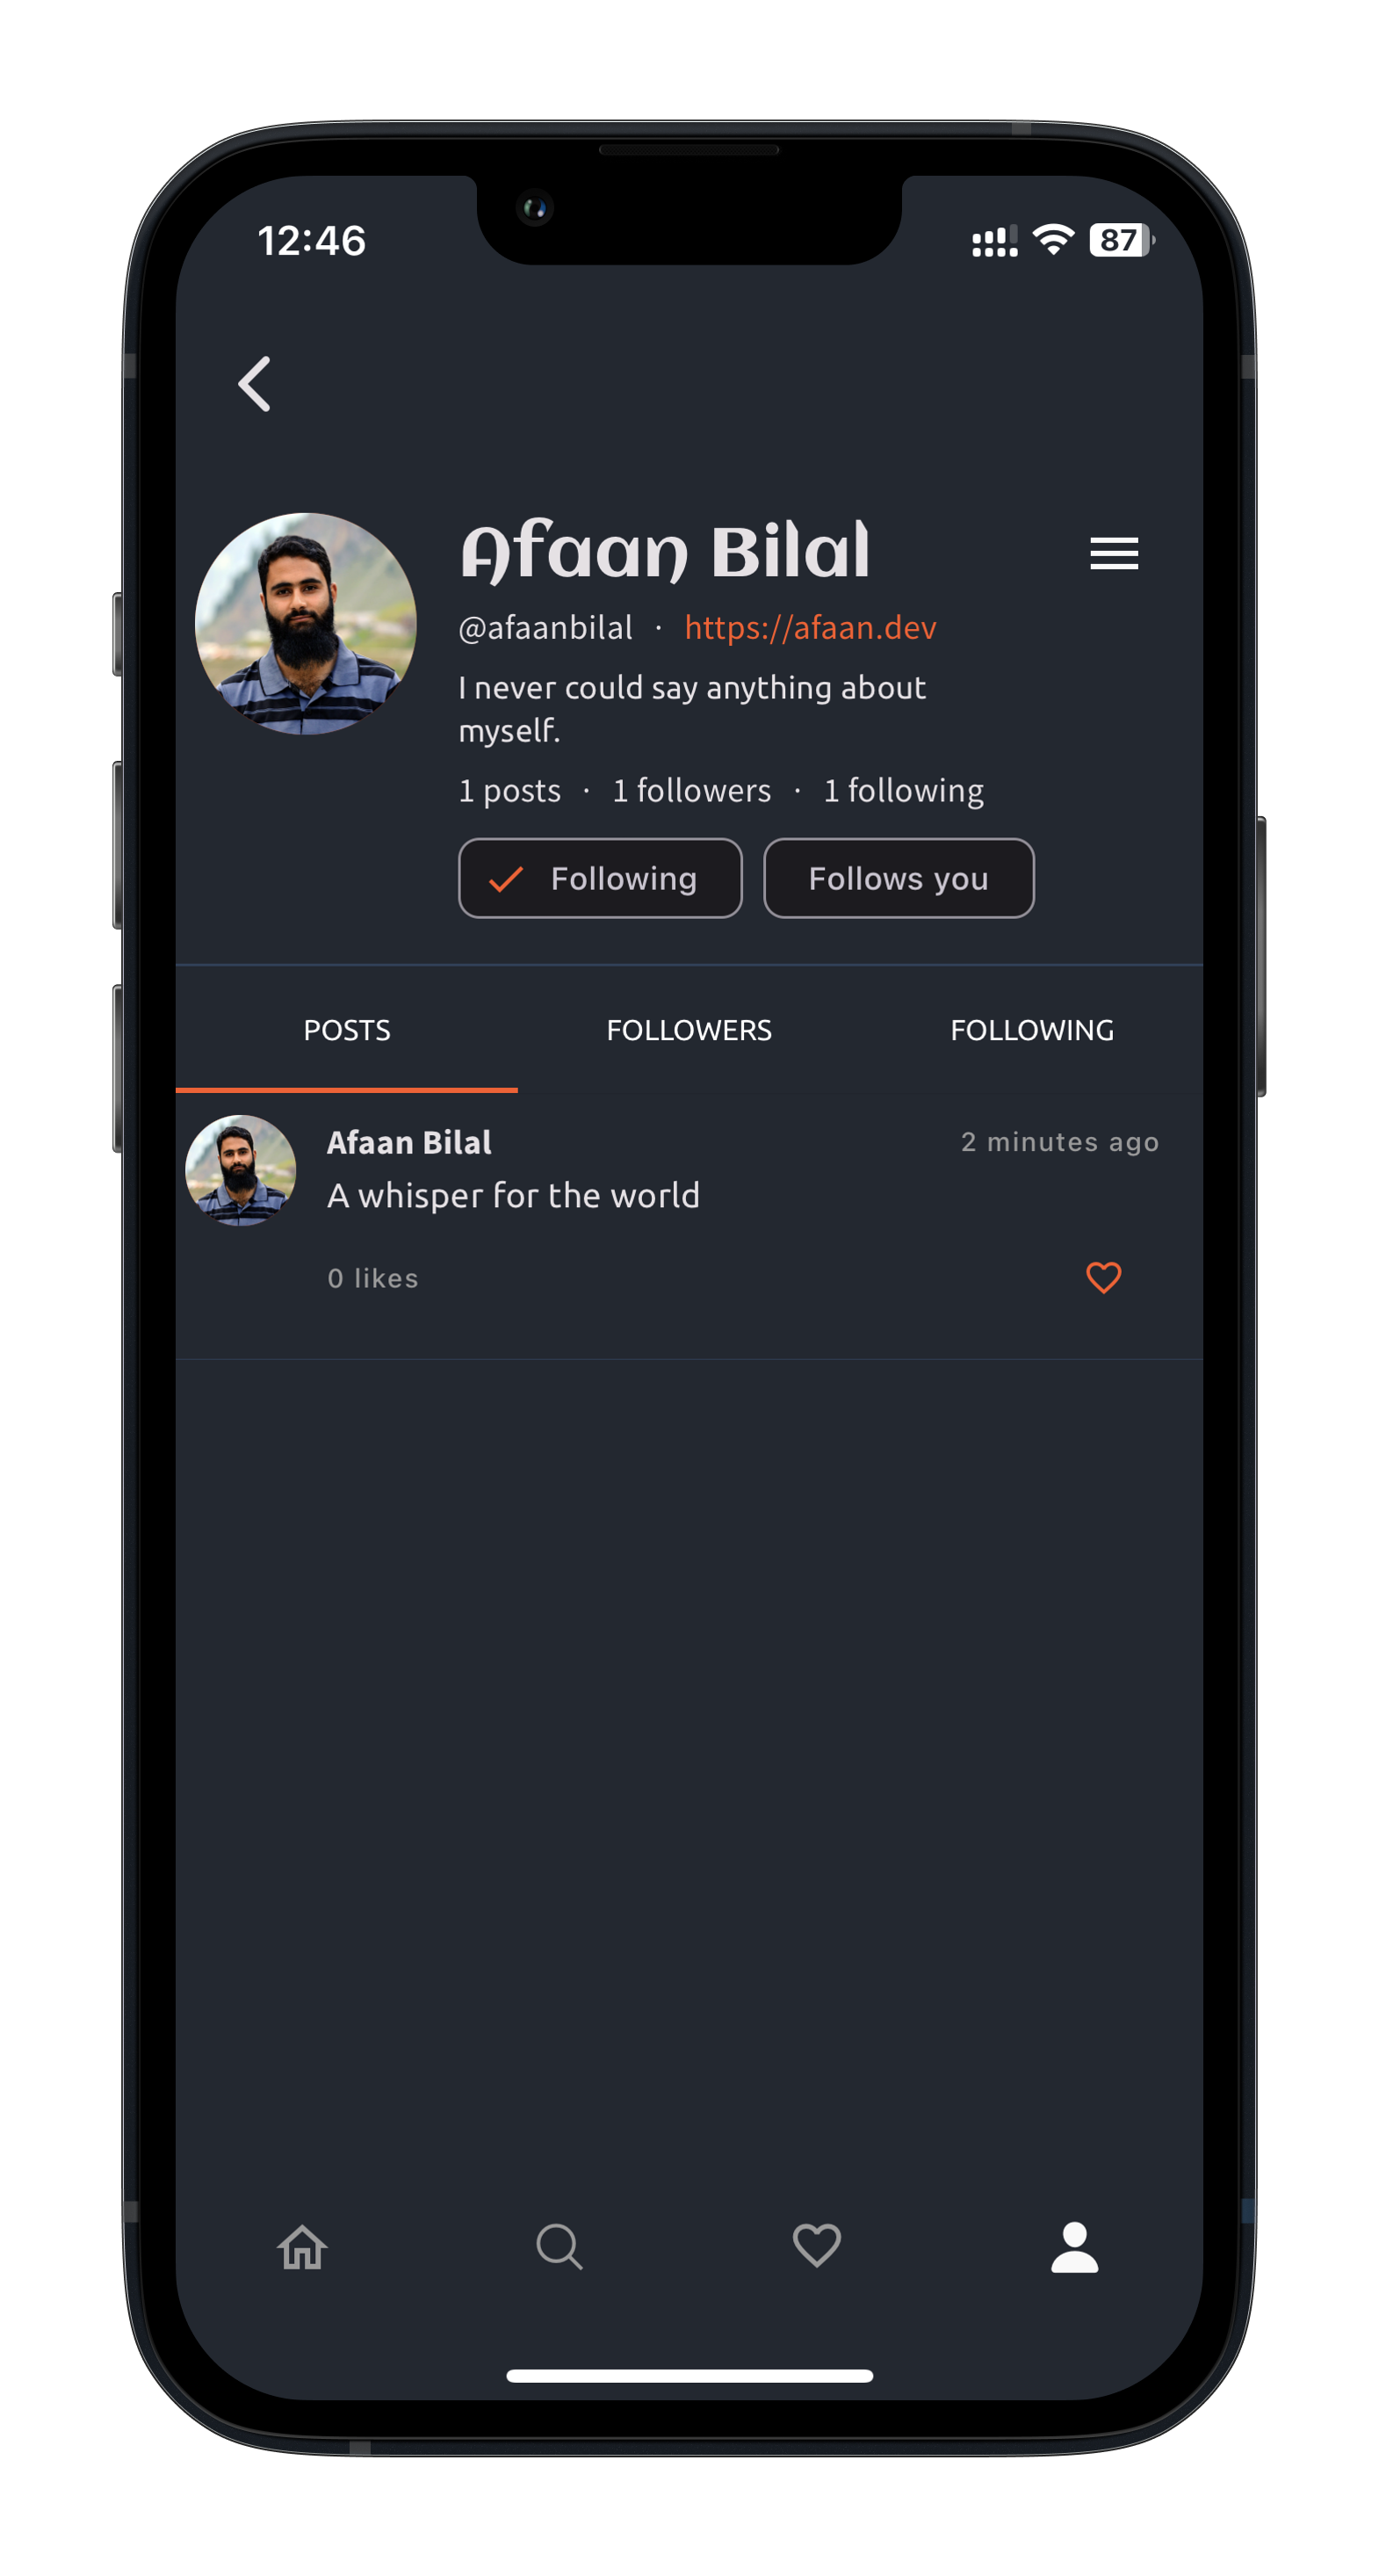 12:46 87
Afaan Bilal
@afaanbilal · https://afaan.dev
I never could say anything about
myself.
1 posts · 1 followers · 1 following
Following Follows you
POSTS FOLLOWERS FOLLOWING
Afaan Bilal 2 minutes ago
A whisper for the world
0 likes